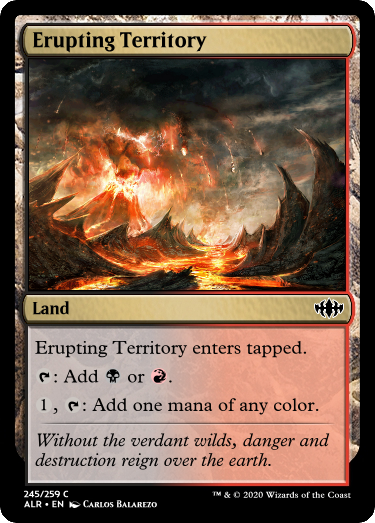 Erupting Territory
Land
Erupting Territory enters tapped.
: Add or .
1 , : Add one mana of any color.
Without the verdant wilds, danger and
destruction reign over the earth.
245/259 C
ALR • EN Carlos Balarezo
™ & © 2020 Wizards of the Coast